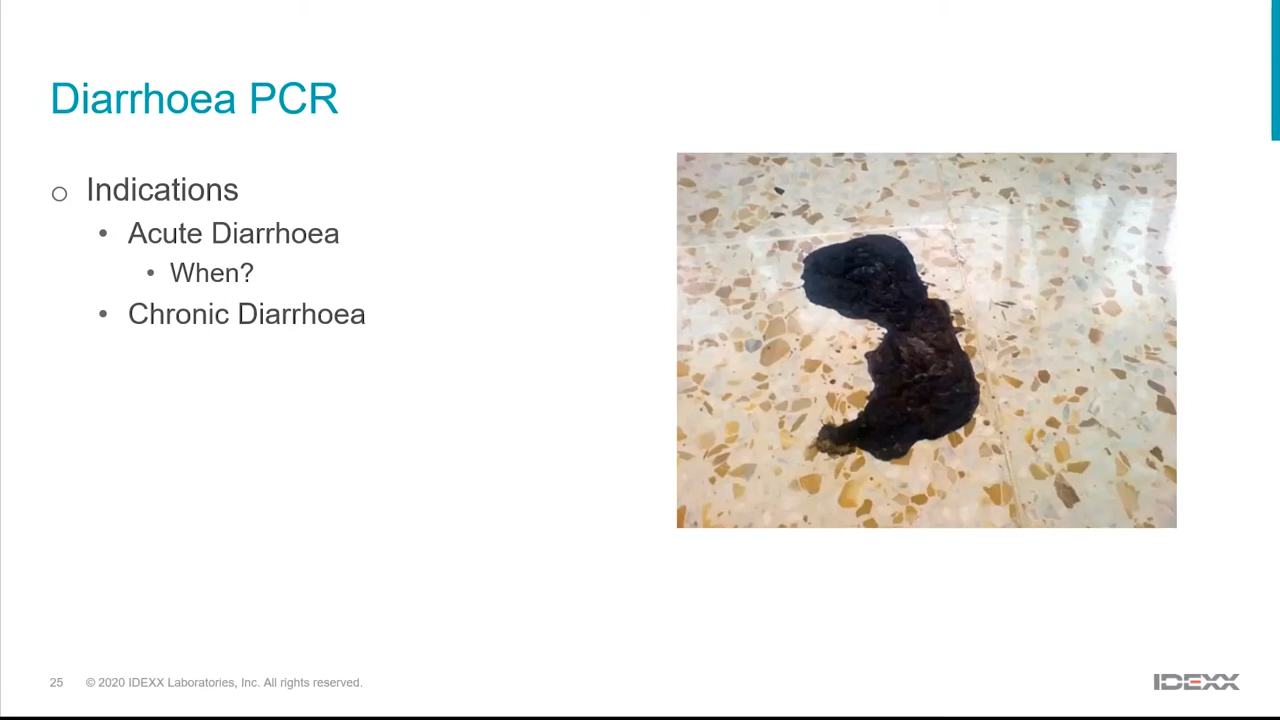 Diarrhoea PCR
Indications
Acute Diarrhoea
When?
Chronic Diarrhoea
25 © 2020 IDEXX Laboratories, Inc. All rights reserved.
IDEXX